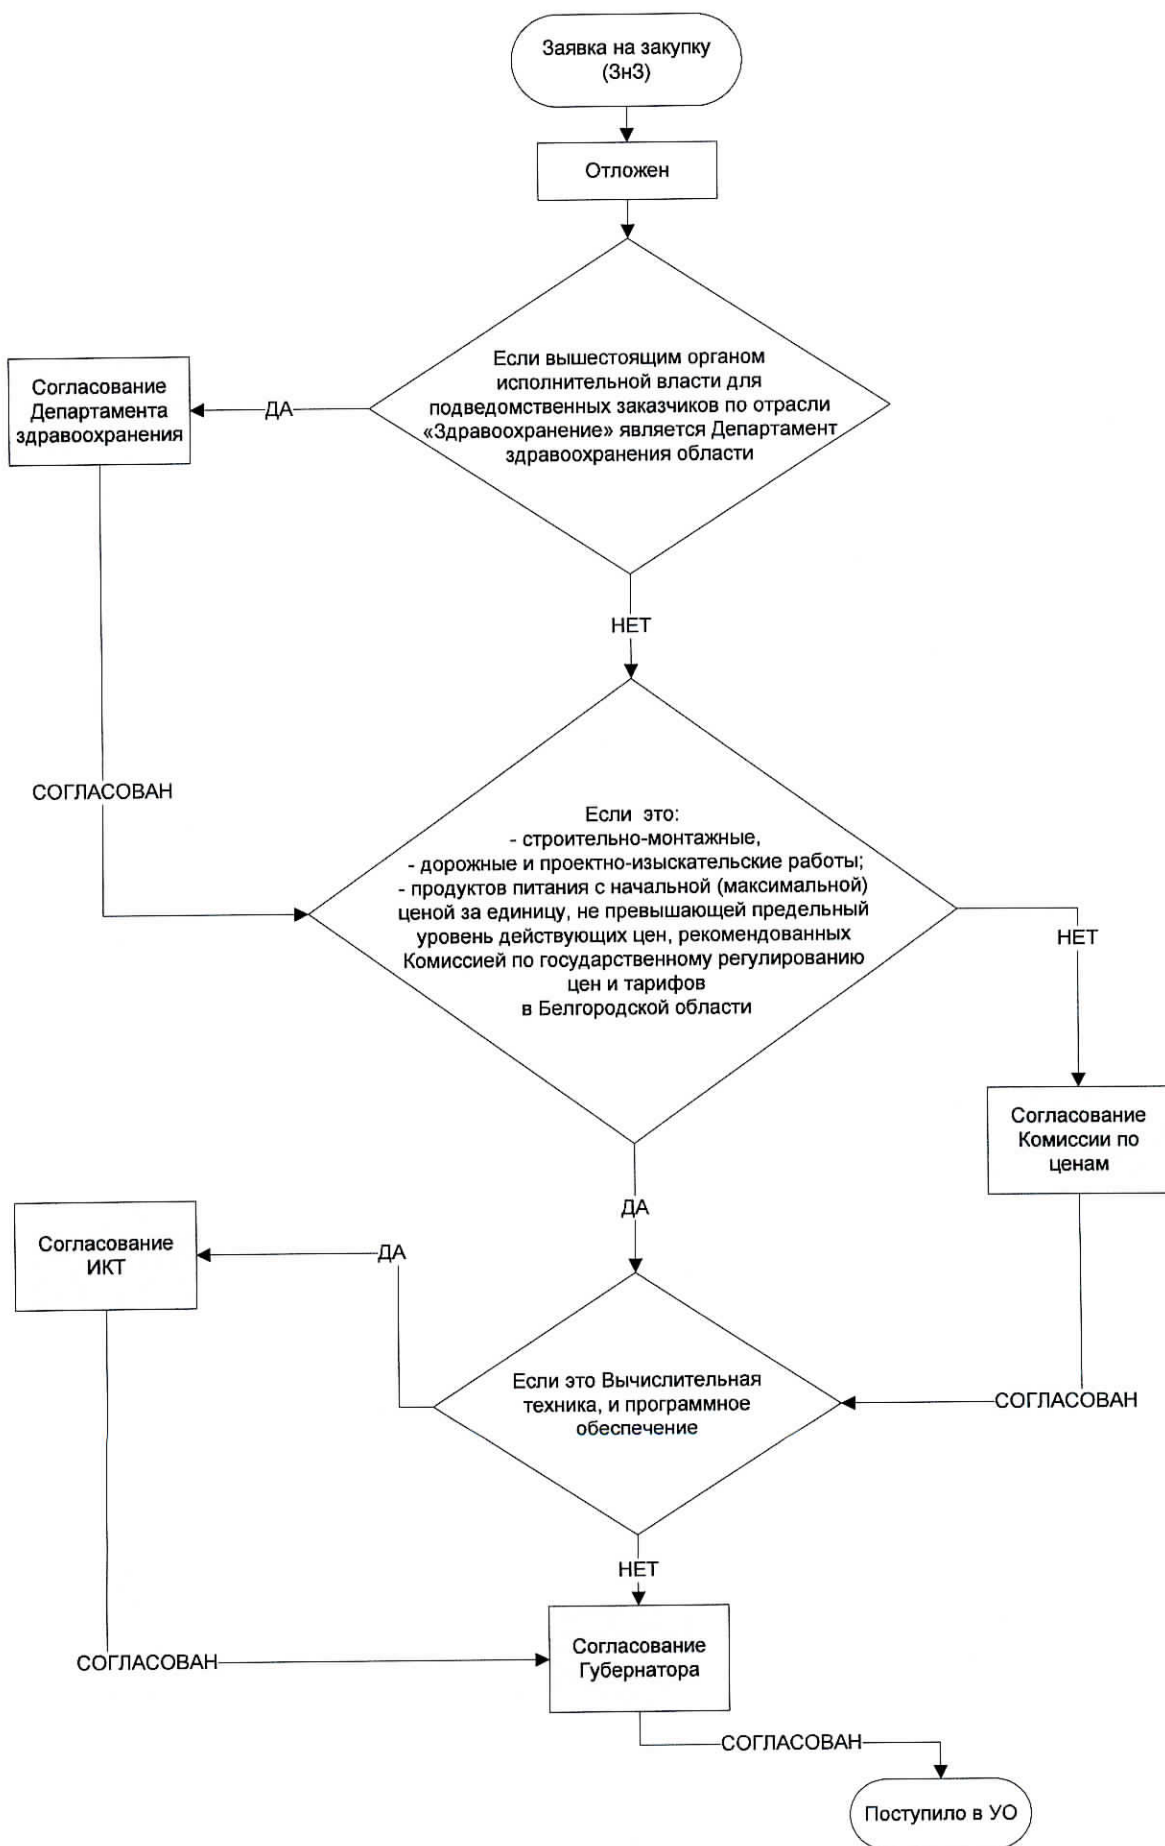 Заявка на закупку
(ЗнЗ)
Отложен
Если вышестоящим органом
исполнительной власти для
подведомственных заказчиков по отрасли
«Здравоохранение» является Департамент
здравоохранения области
ДА
Согласование
Департамента
здравоохранения
НЕТ
СОГЛАСОВАН
Если это:
- строительно-монтажные,
- дорожные и проектно-изыскательские работы;
- продуктов питания с начальной (максимальной)
ценой за единицу, не превышающей предельный
уровень действующих цен, рекомендованных
Комиссией по государственному регулированию
цен и тарифов
в Белгородской области
НЕТ
Согласование
Комиссии по
ценам
ДА
Согласование
ИКТ
ДА
Если это Вычислительная
техника, и программное
обеспечение
СОГЛАСОВАН
НЕТ
СОГЛАСОВАН
Согласование
Губернатора
СОГЛАСОВАН
Поступило в УО